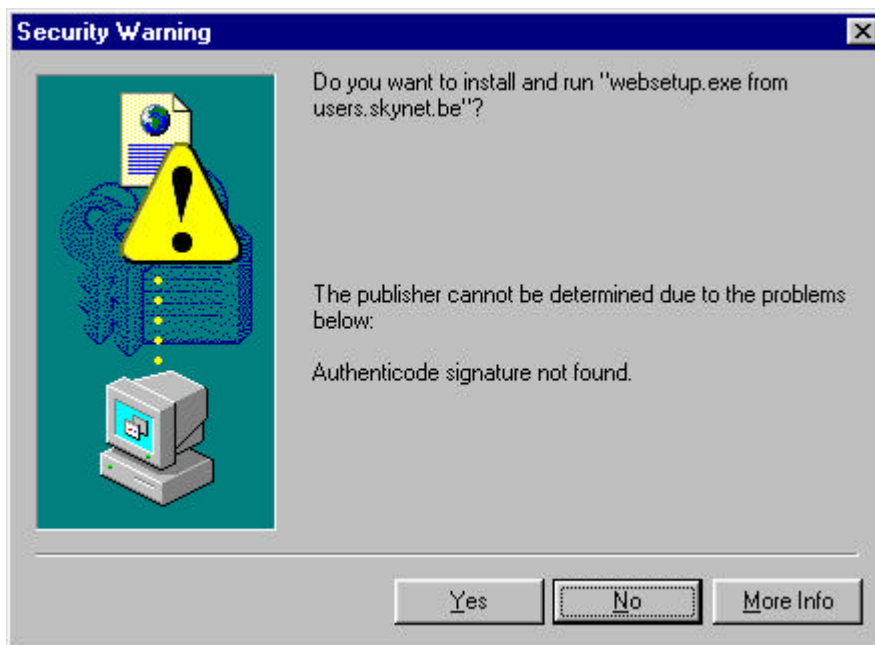 Security Warning
Do you want to install and run "websetup.exe from
users.skynet.be"?
The publisher cannot be determined due to the problems
below:
Authenticode signature not found.
Yes
No
More Info